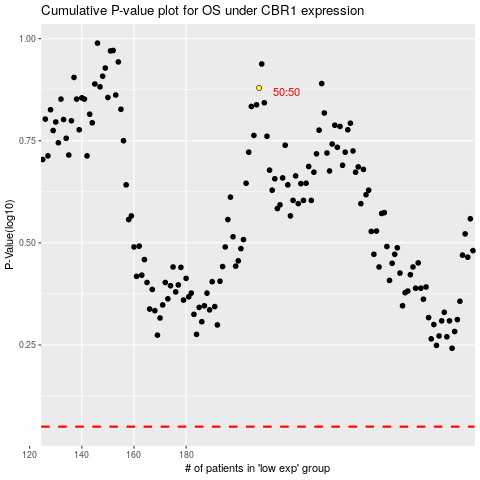 Cumulative P-value plot for OS under CBR1 expression
1.00
50:50
0.75
P-Value(log10)
0.50
0.25
120 140 160 180
# of patients in 'low exp' group